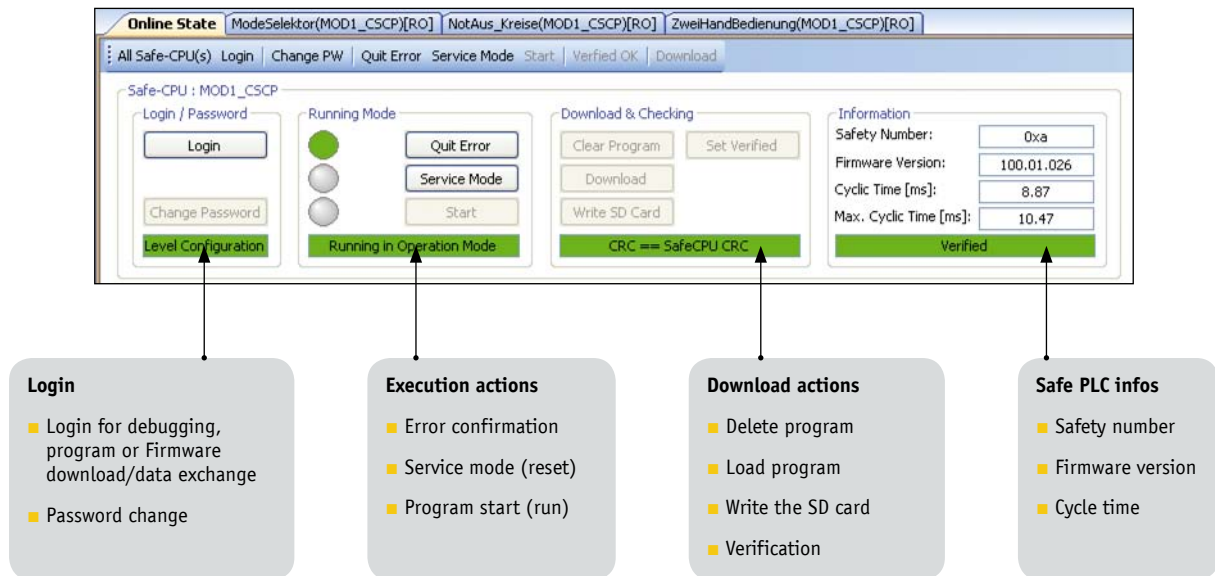 Online State ModeSelektor(MOD1_CSCP)[RO] NotAus_Kreise(MOD1_CSCP)[RO] ZweiHandBedienung(MOD1_CSCP)[RO]
All Safe-CPU(s) Login Change PW Quit Error Service Mode Start Verfied OK Download
Safe-CPU : MOD1_CSCP
Login / Password
Login
Change Password
Level Configuration
Running Mode
Quit Error
Service Mode
Start
Running in Operation Mode
Download & Checking
Clear Program Set Verified
Download
Write SD Card
CRC == SafeCPU CRC
Information
Safety Number: 0xa
Firmware Version: 100.01.026
Cyclic Time [ms]: 8.87
Max. Cyclic Time [ms]: 10.47
Verified
Login
Login for debugging,
program or Firmware
download/data exchange
Password change
Execution actions
Error confirmation
Service mode (reset)
Program start (run)
Download actions
Delete program
Load program
Write the SD card
Verification
Safe PLC infos
Safety number
Firmware version
Cycle time